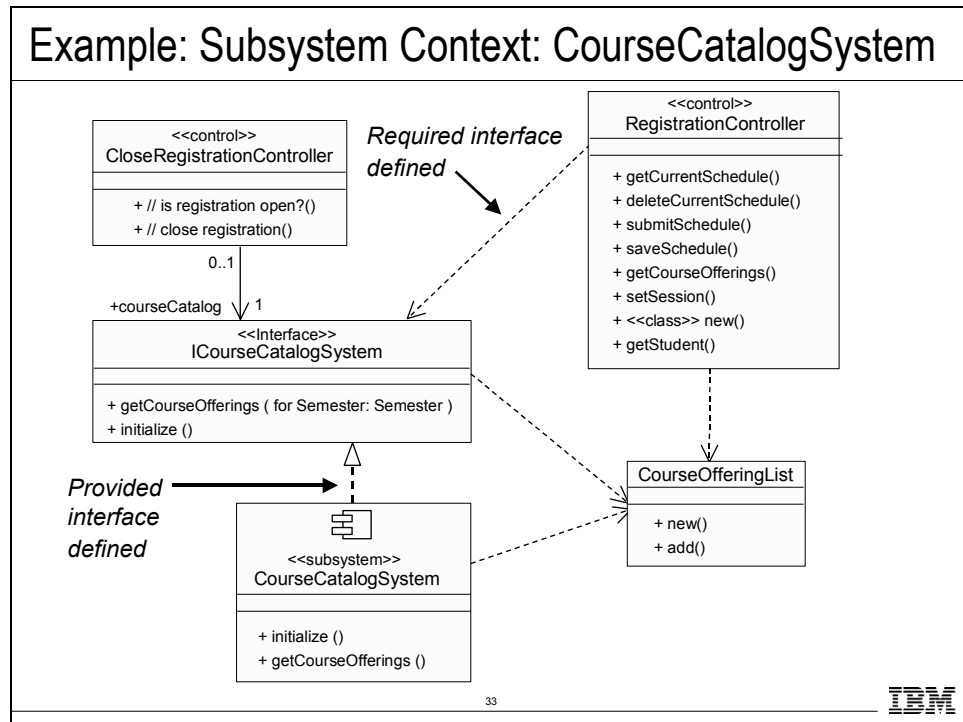 Example: Subsystem Context: CourseCatalogSystem
<<control>>
CloseRegistrationController
+ // is registration open?()
+ // close registration()
0..1
+courseCatalog
1
Required interface
defined
<<control>>
RegistrationController
+ getCurrentSchedule()
+ deleteCurrentSchedule()
+ submitSchedule()
+ saveSchedule()
+ getCourseOfferings()
+ setSession()
+ <<class>> new()
+ getStudent()
<<Interface>>
ICourseCatalogSystem
+ getCourseOfferings ( for Semester: Semester )
+ initialize ()
Provided
interface
defined
<<subsystem>>
CourseCatalogSystem
+ initialize ()
+ getCourseOfferings ()
CourseOfferingList
+ new()
+ add()
33
IBM